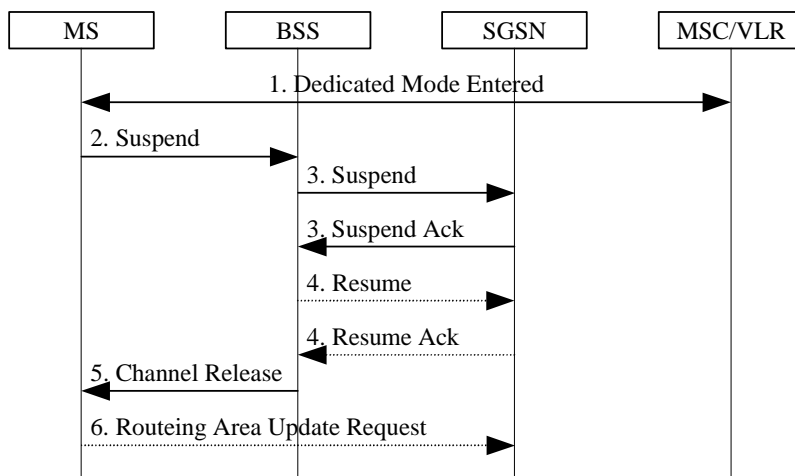 MS BSS SGSN MSC/VLR
1. Dedicated Mode Entered
2. Suspend
3. Suspend
3. Suspend Ack
4. Resume
4. Resume Ack
5. Channel Release
6. Routeing Area Update Request